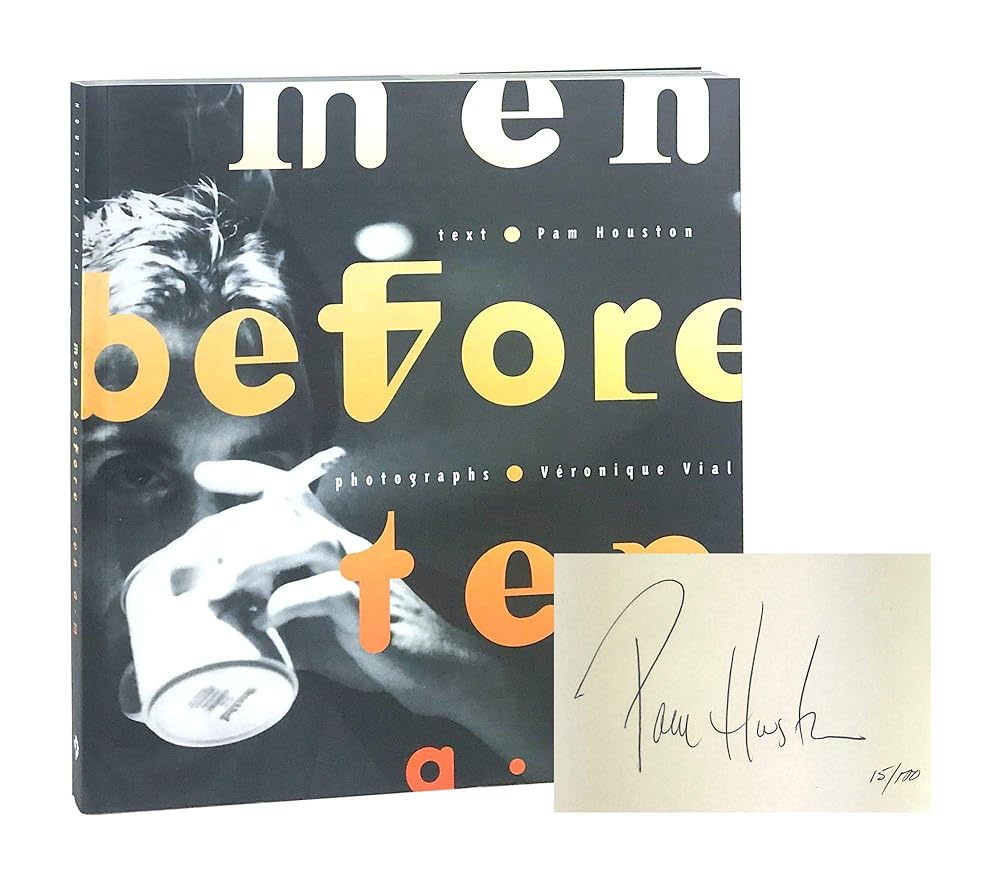 men
text ● Pam Houston
before
photographs ● Véronique Vial
ten
a.
HOUSTON/VIAL men before ten a.m
Pam Houston
15/100